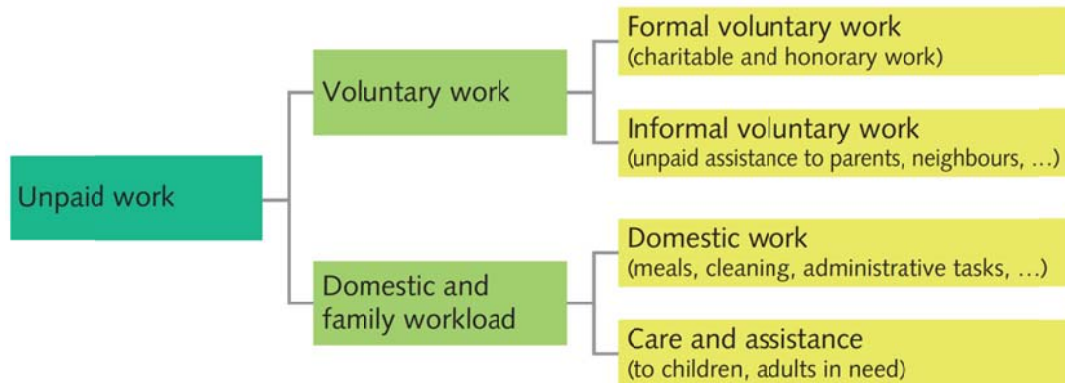 Unpaid work
Voluntary work
Formal voluntary work
(charitable and honorary work)
Informal voluntary work
(unpaid assistance to parents, neighbours, ...)
Domestic and
family workload
Domestic work
(meals, cleaning, administrative tasks, ...)
Care and assistance
(to children, adults in need)